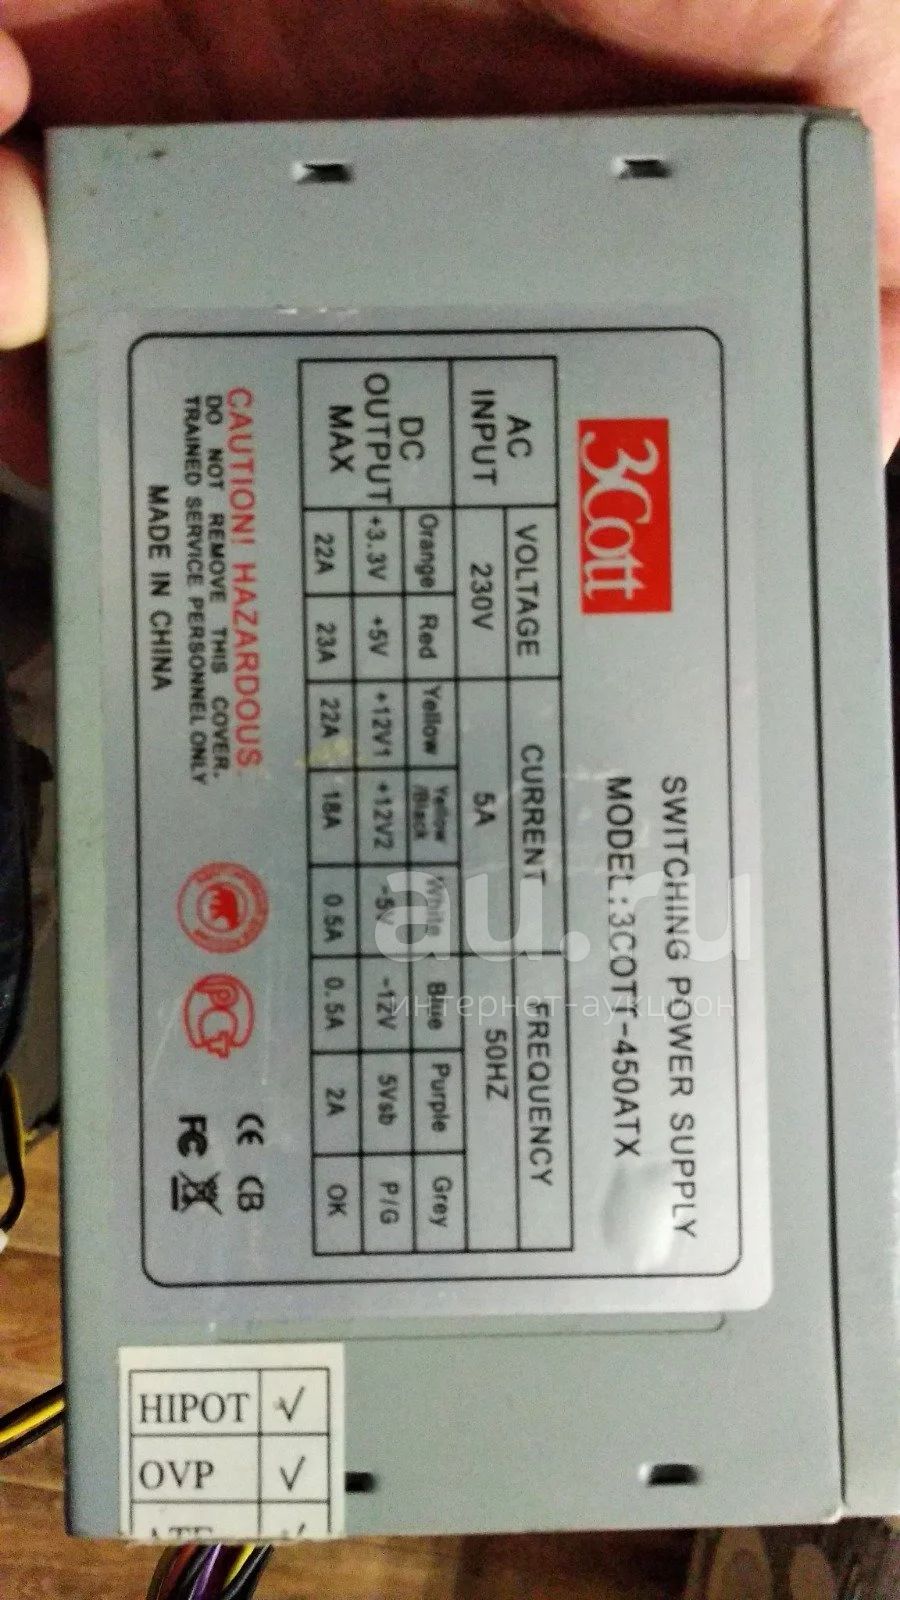 3Cott
SWITCHING POWER SUPPLY
MODEL:3COTT-450ATX
AC INPUT VOLTAGE CURRENT FREQUENCY
230V 5A 50HZ
DC OUTPUT MAX Orange Red Yellow Yellow/Black White Blue Purple Grey
+3.3V +5V +12V1 +12V2 -5V -12V 5Vsb P/G
22A 23A 22A 18A 0.5A 0.5A 2A OK
CAUTION! HAZARDOUS.
DO NOT REMOVE THIS COVER.
TRAINED SERVICE PERSONNEL ONLY
MADE IN CHINA
РСТ
CE CB
FC
HIPOT √
OVP √
au.ru
интернет-аукцион